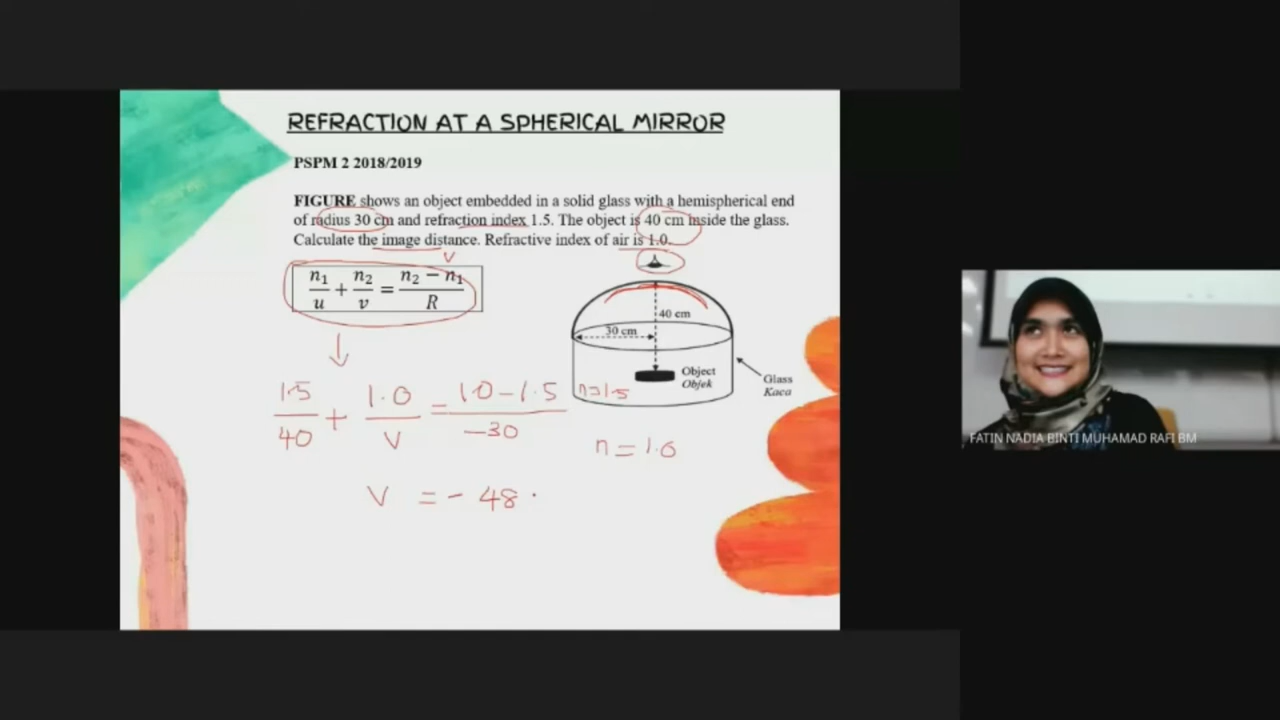 REFRACTION AT A SPHERICAL MIRROR
PSPM 2 2018/2019
FIGURE shows an object embedded in a solid glass with a hemispherical end
of radius 30 cm and refraction index 1.5. The object is 40 cm inside the glass.
Calculate the image distance. Refractive index of air is 1.0.
v
n₁/u + n₂/v = (n₂ − n₁)/R
40 cm
30 cm
Object
Objek
Glass
Kaca
n=1.5
1.5/40 + 1.0/v = (1.0 − 1.5)/−30
n = 1.0
v = − 48 .
FATIN NADIA BINTI MUHAMAD RAFI BM